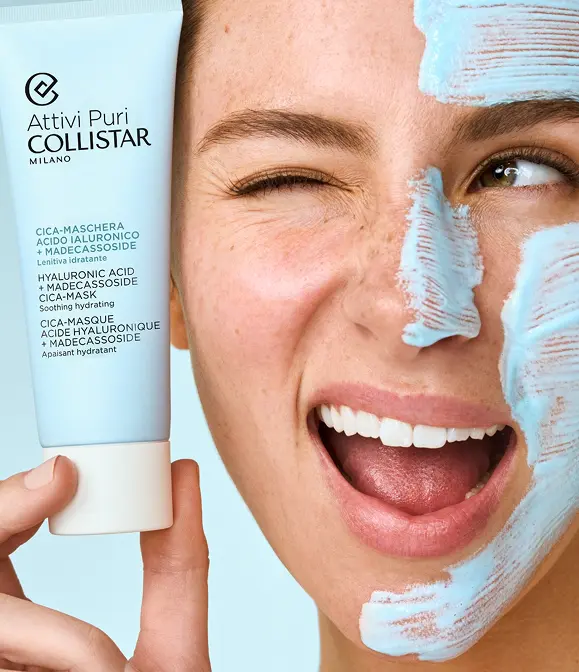 Attivi Puri
COLLISTAR
MILANO
CICA-MASCHERA
ACIDO IALURONICO
+ MADECASSOSIDE
Lenitiva idratante
HYALURONIC ACID
+ MADECASSOSIDE
CICA-MASK
Soothing hydrating
CICA-MASQUE
ACIDE HYALURONIQUE
+ MADECASSOSIDE
Apaisant hydratant